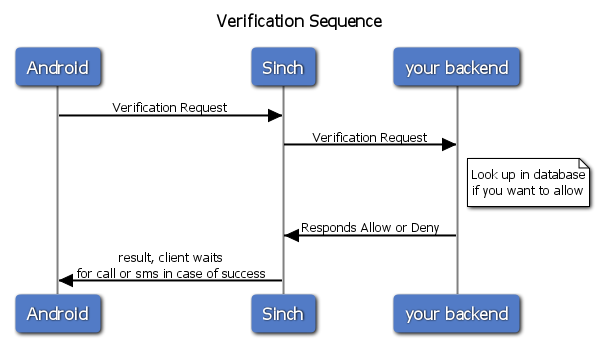 Verification Sequence
Android
Sinch
your backend
Verification Request
Verification Request
Look up in database
if you want to allow
Responds Allow or Deny
result, client waits
for call or sms in case of success
Android
Sinch
your backend